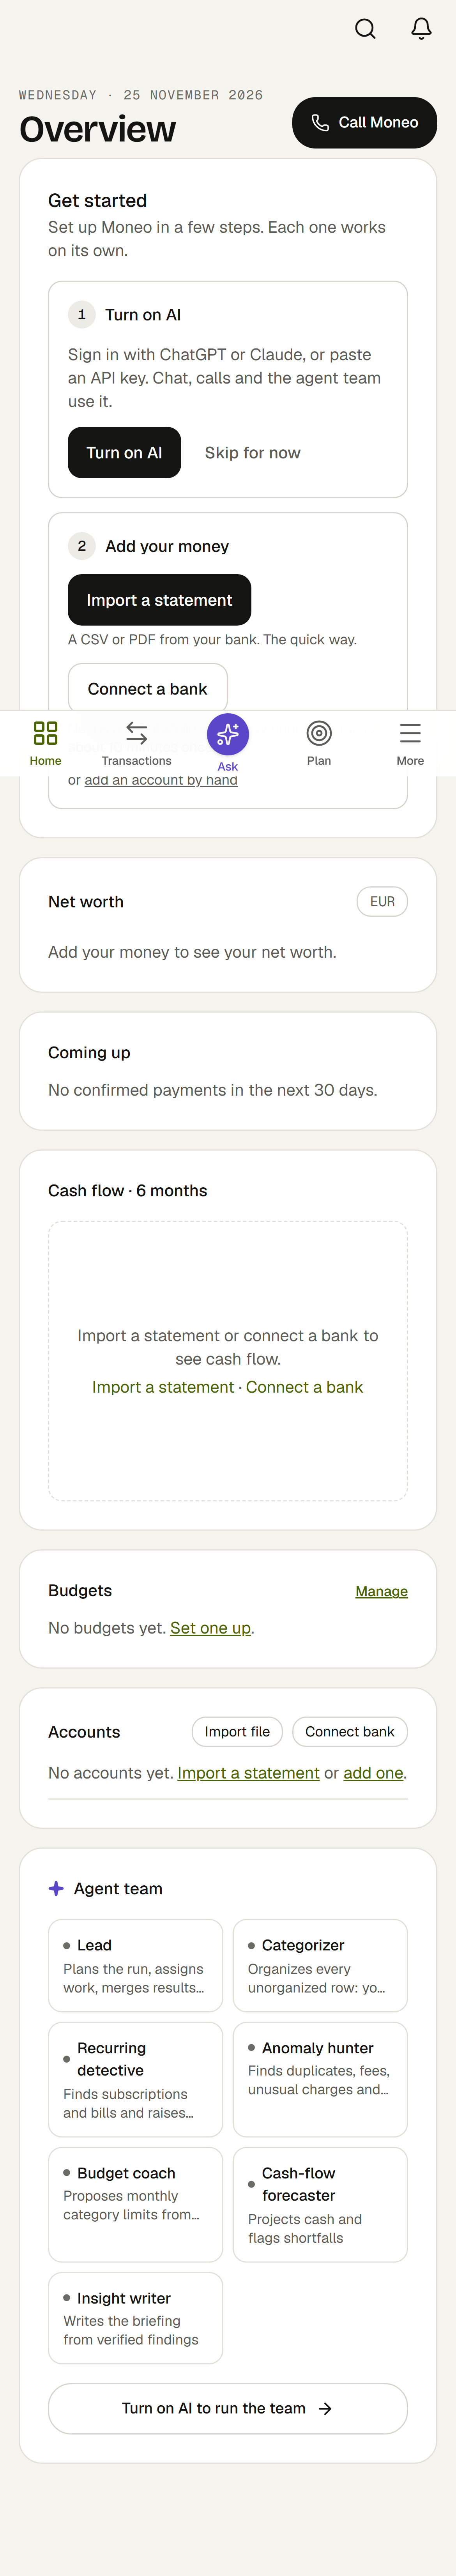 WEDNESDAY · 25 NOVEMBER 2026
Overview
Call Moneo
Get started
Set up Moneo in a few steps. Each one works
on its own.
1 Turn on AI
Sign in with ChatGPT or Claude, or paste
an API key. Chat, calls and the agent team
use it.
Turn on AI
Skip for now
2 Add your money
Import a statement
A CSV or PDF from your bank. The quick way.
Connect a bank
Home
Transactions
Ask
Plan
More
or add an account by hand
Net worth
EUR
Add your money to see your net worth.
Coming up
No confirmed payments in the next 30 days.
Cash flow · 6 months
Import a statement or connect a bank to
see cash flow.
Import a statement · Connect a bank
Budgets
Manage
No budgets yet. Set one up.
Accounts
Import file
Connect bank
No accounts yet. Import a statement or add one.
Agent team
Lead
Plans the run, assigns
work, merges results...
Categorizer
Organizes every
unorganized row: yo...
Recurring
detective
Finds subscriptions
and bills and raises...
Anomaly hunter
Finds duplicates, fees,
unusual charges and...
Budget coach
Proposes monthly
category limits from...
Cash-flow
forecaster
Projects cash and
flags shortfalls
Insight writer
Writes the briefing
from verified findings
Turn on AI to run the team